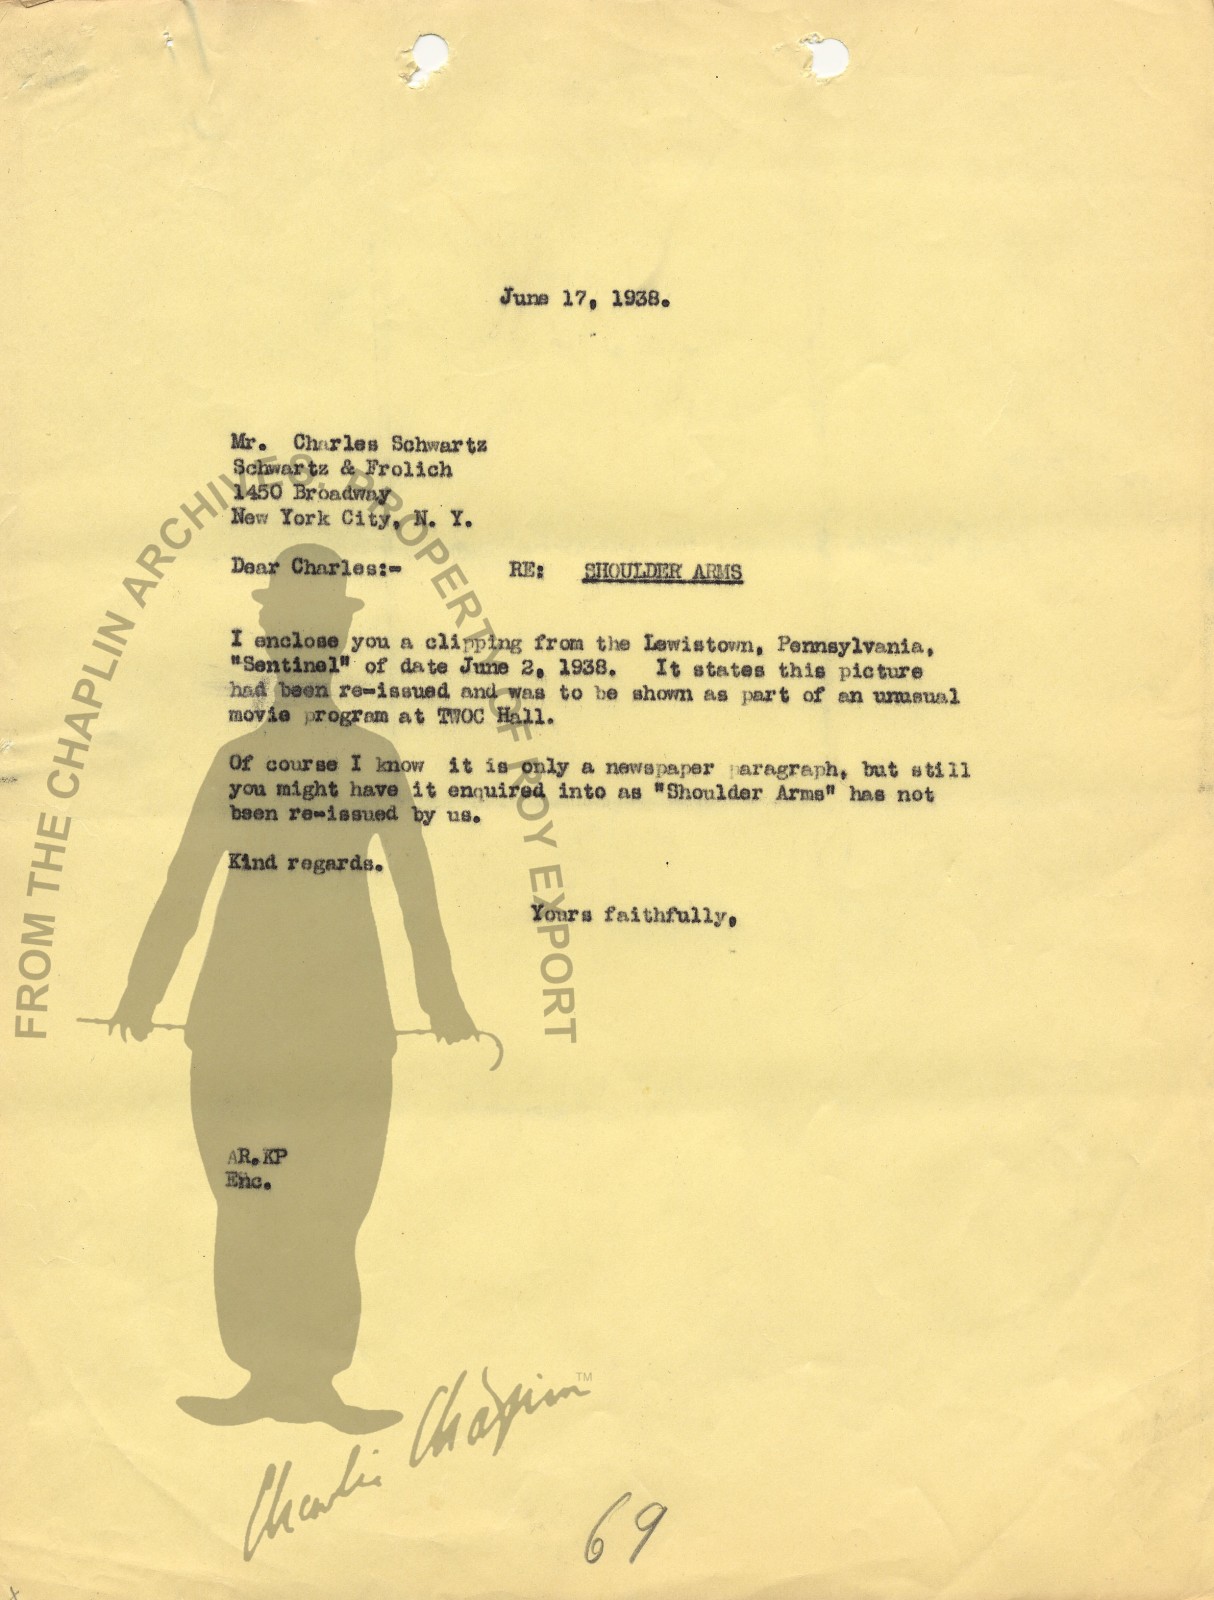 June 17, 1938.
Mr. Charles Schwartz
Schwartz & Frolich
1450 Broadway
New York City, N. Y.
Dear Charles:- RE: SHOULDER ARMS
I enclose you a clipping from the Lewistown, Pennsylvania,
"Sentinel" of date June 2, 1938. It states this picture
had been re-issued and was to be shown as part of an unusual
movie program at TWOC Hall.
Of course I know it is only a newspaper paragraph, but still
you might have it enquired into as "Shoulder Arms" has not
been re-issued by us.
Kind regards.
Yours faithfully,
AR.KP
Enc.
FROM THE CHAPLIN ARCHIVES, PROPERTY OF ROY EXPORT
Charlie Chaplin TM
69